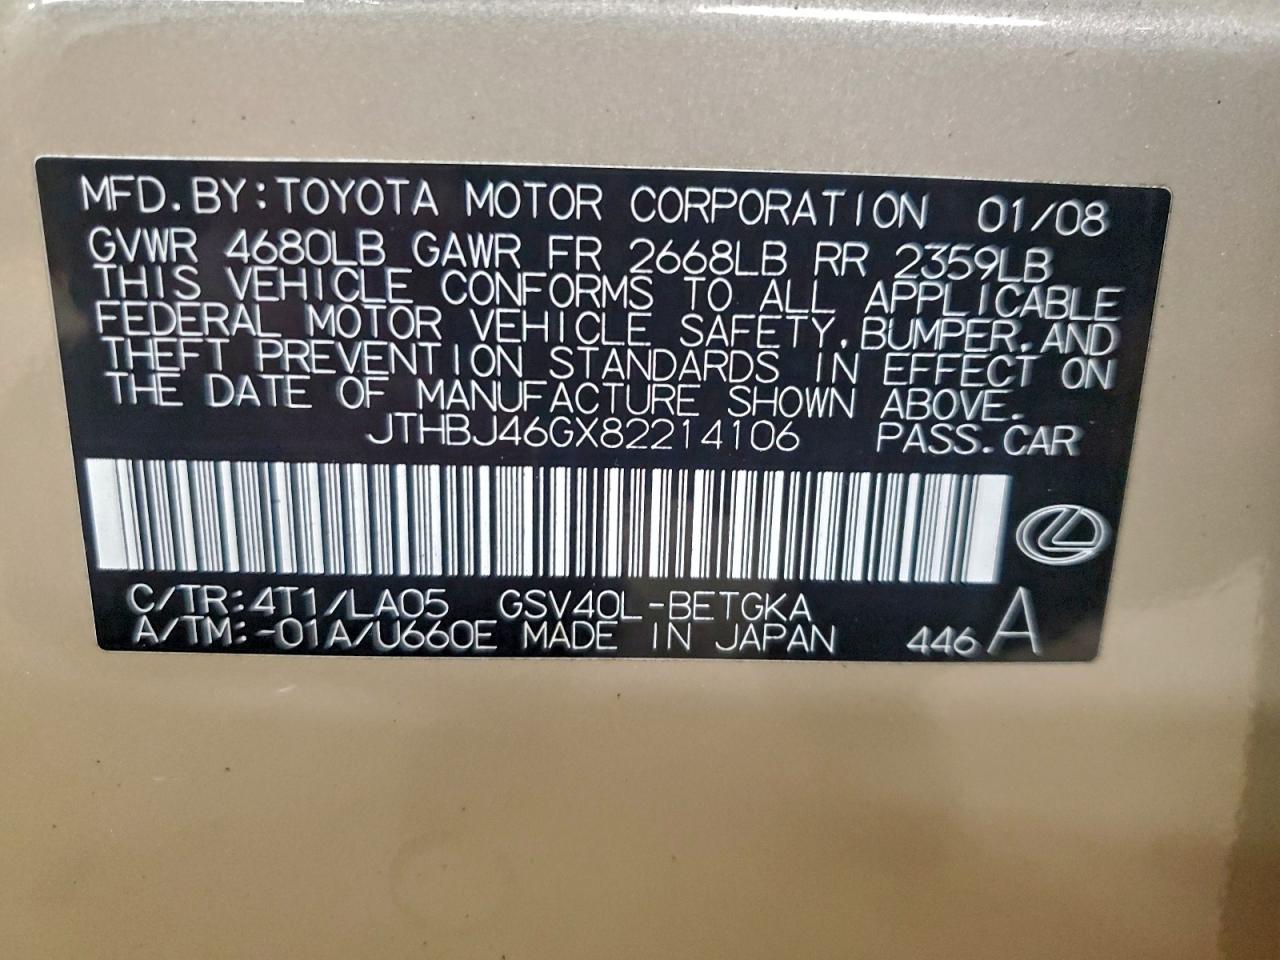 MFD.BY:TOYOTA MOTOR CORPORATION 01/08
GVWR 4680LB GAWR FR 2668LB RR 2359LB
THIS VEHICLE CONFORMS TO ALL APPLICABLE
FEDERAL MOTOR VEHICLE SAFETY,BUMPER,AND
THEFT PREVENTION STANDARDS IN EFFECT ON
THE DATE OF MANUFACTURE SHOWN ABOVE.
JTHBJ46GX82214106 PASS.CAR
C/TR:4T1/LA05 GSV40L-BETGKA
A/TM:-01A/U660E MADE IN JAPAN 446 A